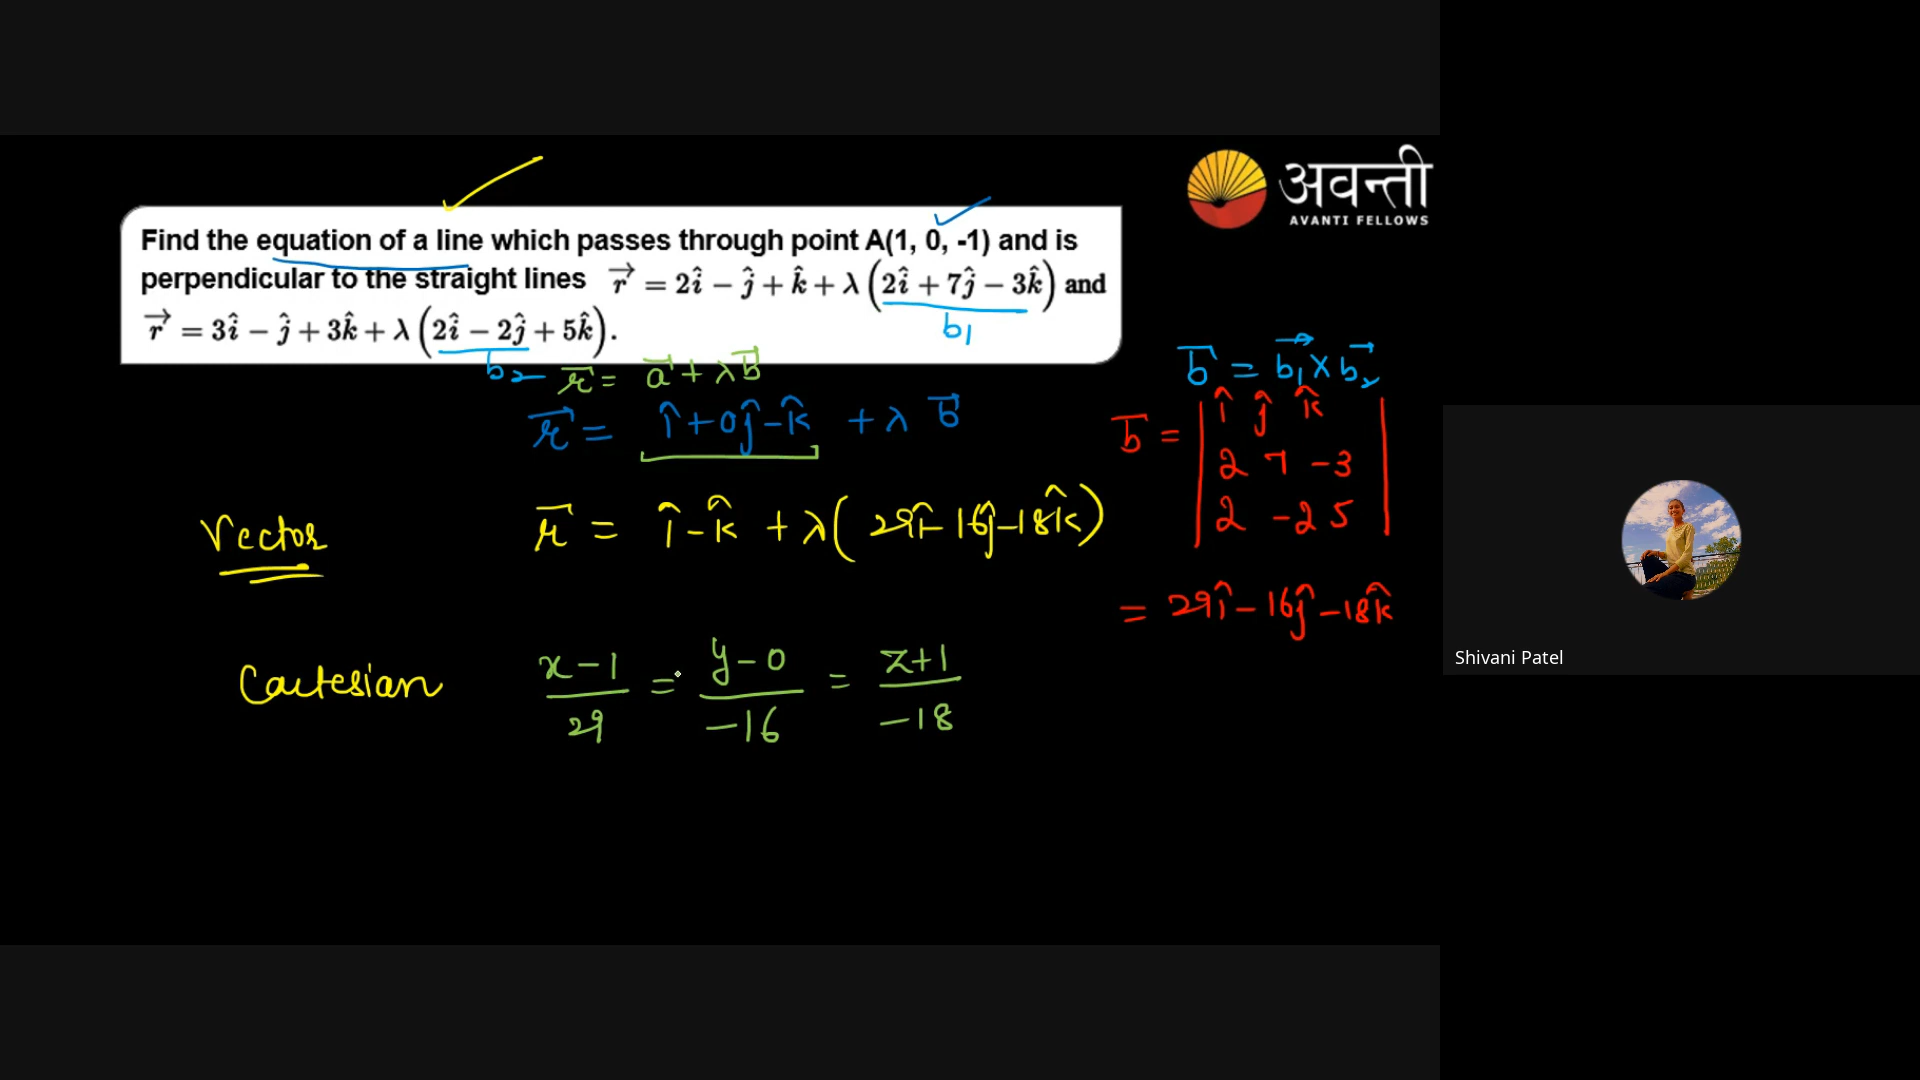 अवन्ती
AVANTI FELLOWS
Find the equation of a line which passes through point A(1, 0, -1) and is
perpendicular to the straight lines r⃗ = 2î − ĵ + k̂ + λ(2î + 7ĵ − 3k̂) and
r⃗ = 3î − ĵ + 3k̂ + λ(2î − 2ĵ + 5k̂).
b₁
b₂
r⃗ = a⃗ + λb⃗
r⃗ = î + 0ĵ − k̂ + λ b⃗
b⃗ = b₁⃗ × b₂⃗
b⃗ = | î ĵ k̂
2 7 −3
2 −2 5 |
= 29î − 16ĵ − 18k̂
Vector r⃗ = î − k̂ + λ(29î − 16ĵ − 18k̂)
Cartesian x − 1 / 29 = y − 0 / −16 = z + 1 / −18
Shivani Patel